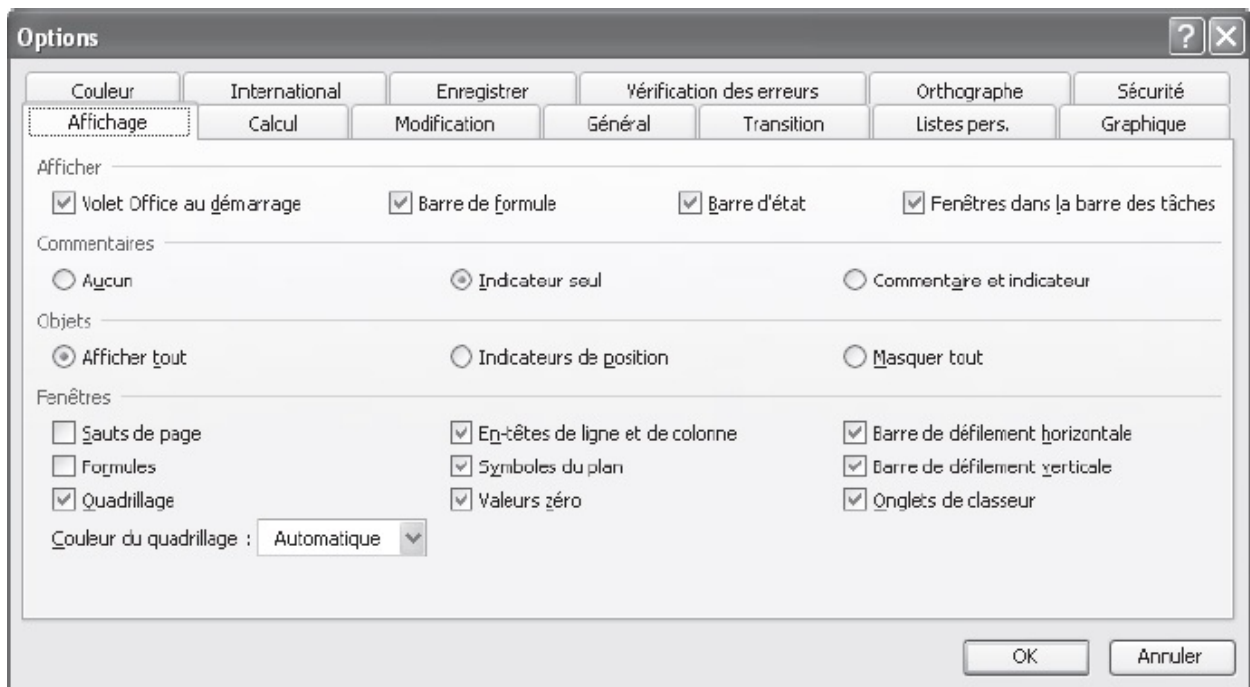 Options
Couleur International Enregistrer Vérification des erreurs Orthographe Sécurité
Affichage Calcul Modification Général Transition Listes pers. Graphique
Afficher
Volet Office au démarrage Barre de formule Barre d'état Fenêtres dans la barre des tâches
Commentaires
Aucun Indicateur seul Commentaire et indicateur
Objets
Afficher tout Indicateurs de position Masquer tout
Fenêtres
Sauts de page En-têtes de ligne et de colonne Barre de défilement horizontale
Formules Symboles du plan Barre de défilement verticale
Quadrillage Valeurs zéro Onglets de classeur
Couleur du quadrillage : Automatique
OK Annuler